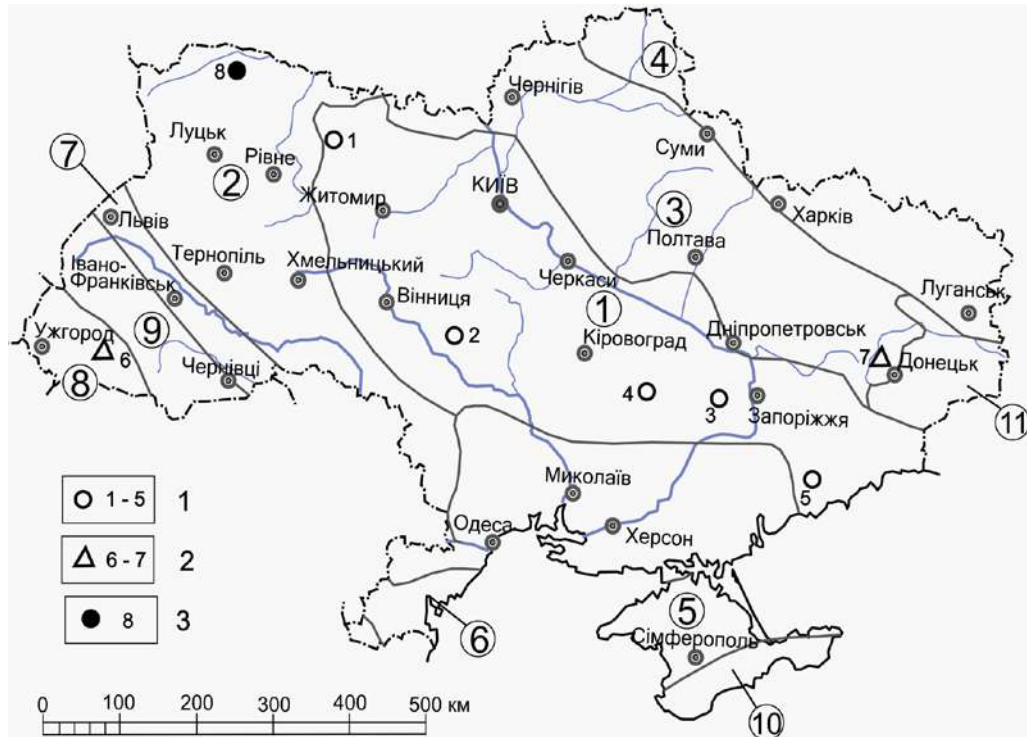 4
8
Чернігів
1
Луцьк
Суми
7
2
Рівне
Житомир
КИЇВ
3
Харків
Львів
Полтава
Тернопіль
Хмельпицький
Івано-
Франківськ
Черкаси
Вінниця
1
Луганськ
Ужгород
9
2
Кіровоград
Дніпропетровськ
6
7
Донецьк
8
Чернівці
4
3
Запоріжжя
11
Миколаїв
1 - 5 1
5
Одеса
Херсон
6 - 7 2
5
8 3
6
Сімферополь
0 100 200 300 400 500 км
10